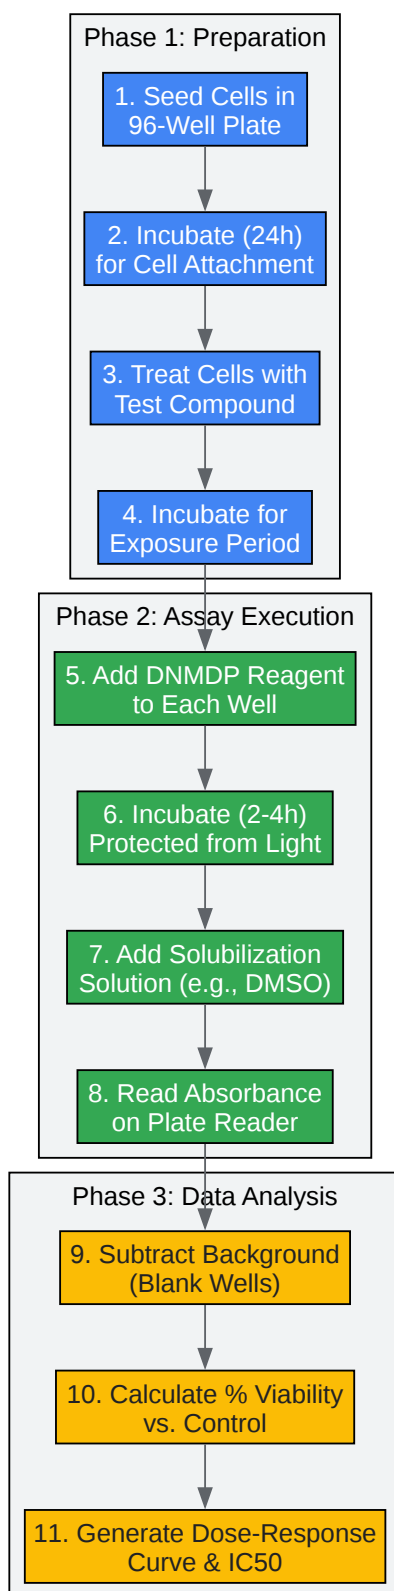 Phase 1: Preparation
1. Seed Cells in
96-Well Plate
2. Incubate (24h)
for Cell Attachment
3. Treat Cells with
Test Compound
4. Incubate for
Exposure Period
Phase 2: Assay Execution
5. Add DNMDP Reagent
to Each Well
6. Incubate (2-4h)
Protected from Light
7. Add Solubilization
Solution (e.g., DMSO)
8. Read Absorbance
on Plate Reader
Phase 3: Data Analysis
9. Subtract Background
(Blank Wells)
10. Calculate % Viability
vs. Control
11. Generate Dose-Response
Curve & IC50